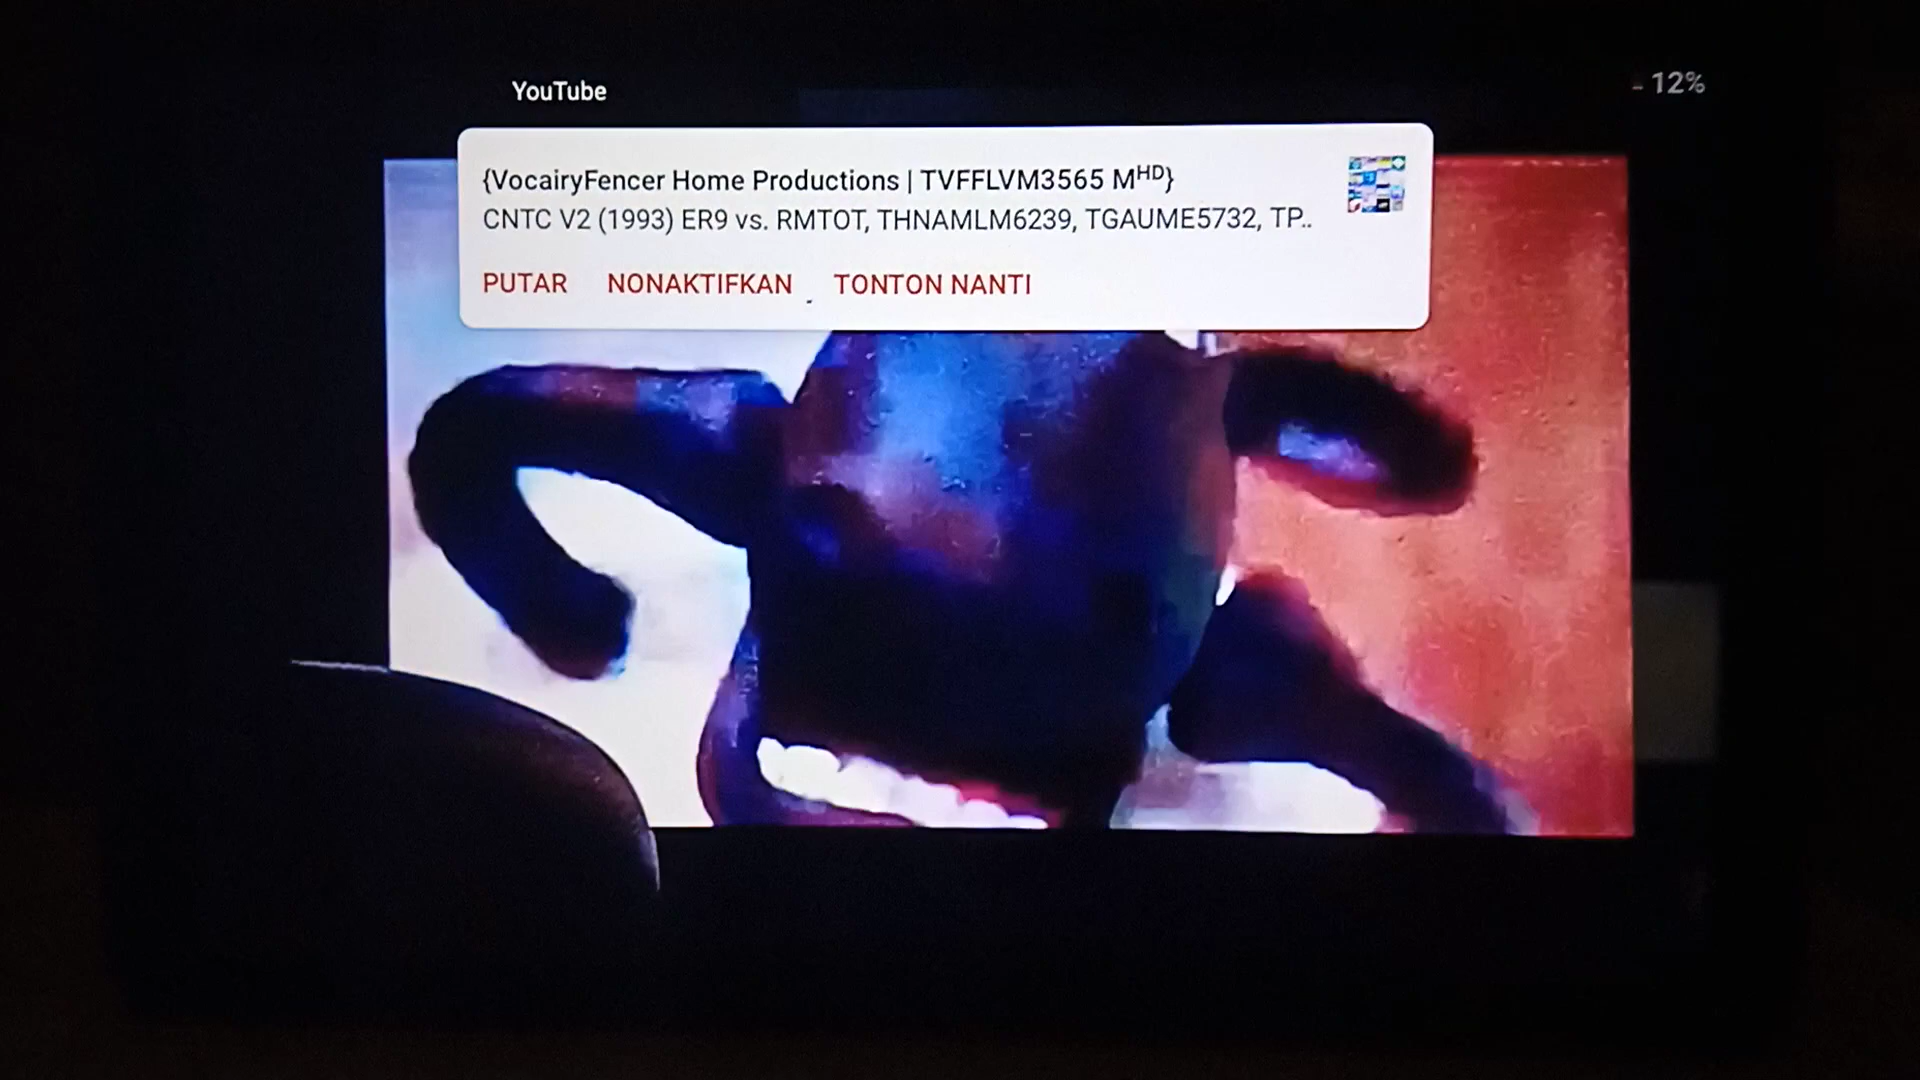 YouTube
12%
{VocairyFencer Home Productions | TVFFLVM3565 Mᴴᴰ}
CNTC V2 (1993) ER9 vs. RMTOT, THNAMLM6239, TGAUME5732, TP..
PUTAR NONAKTIFKAN TONTON NANTI